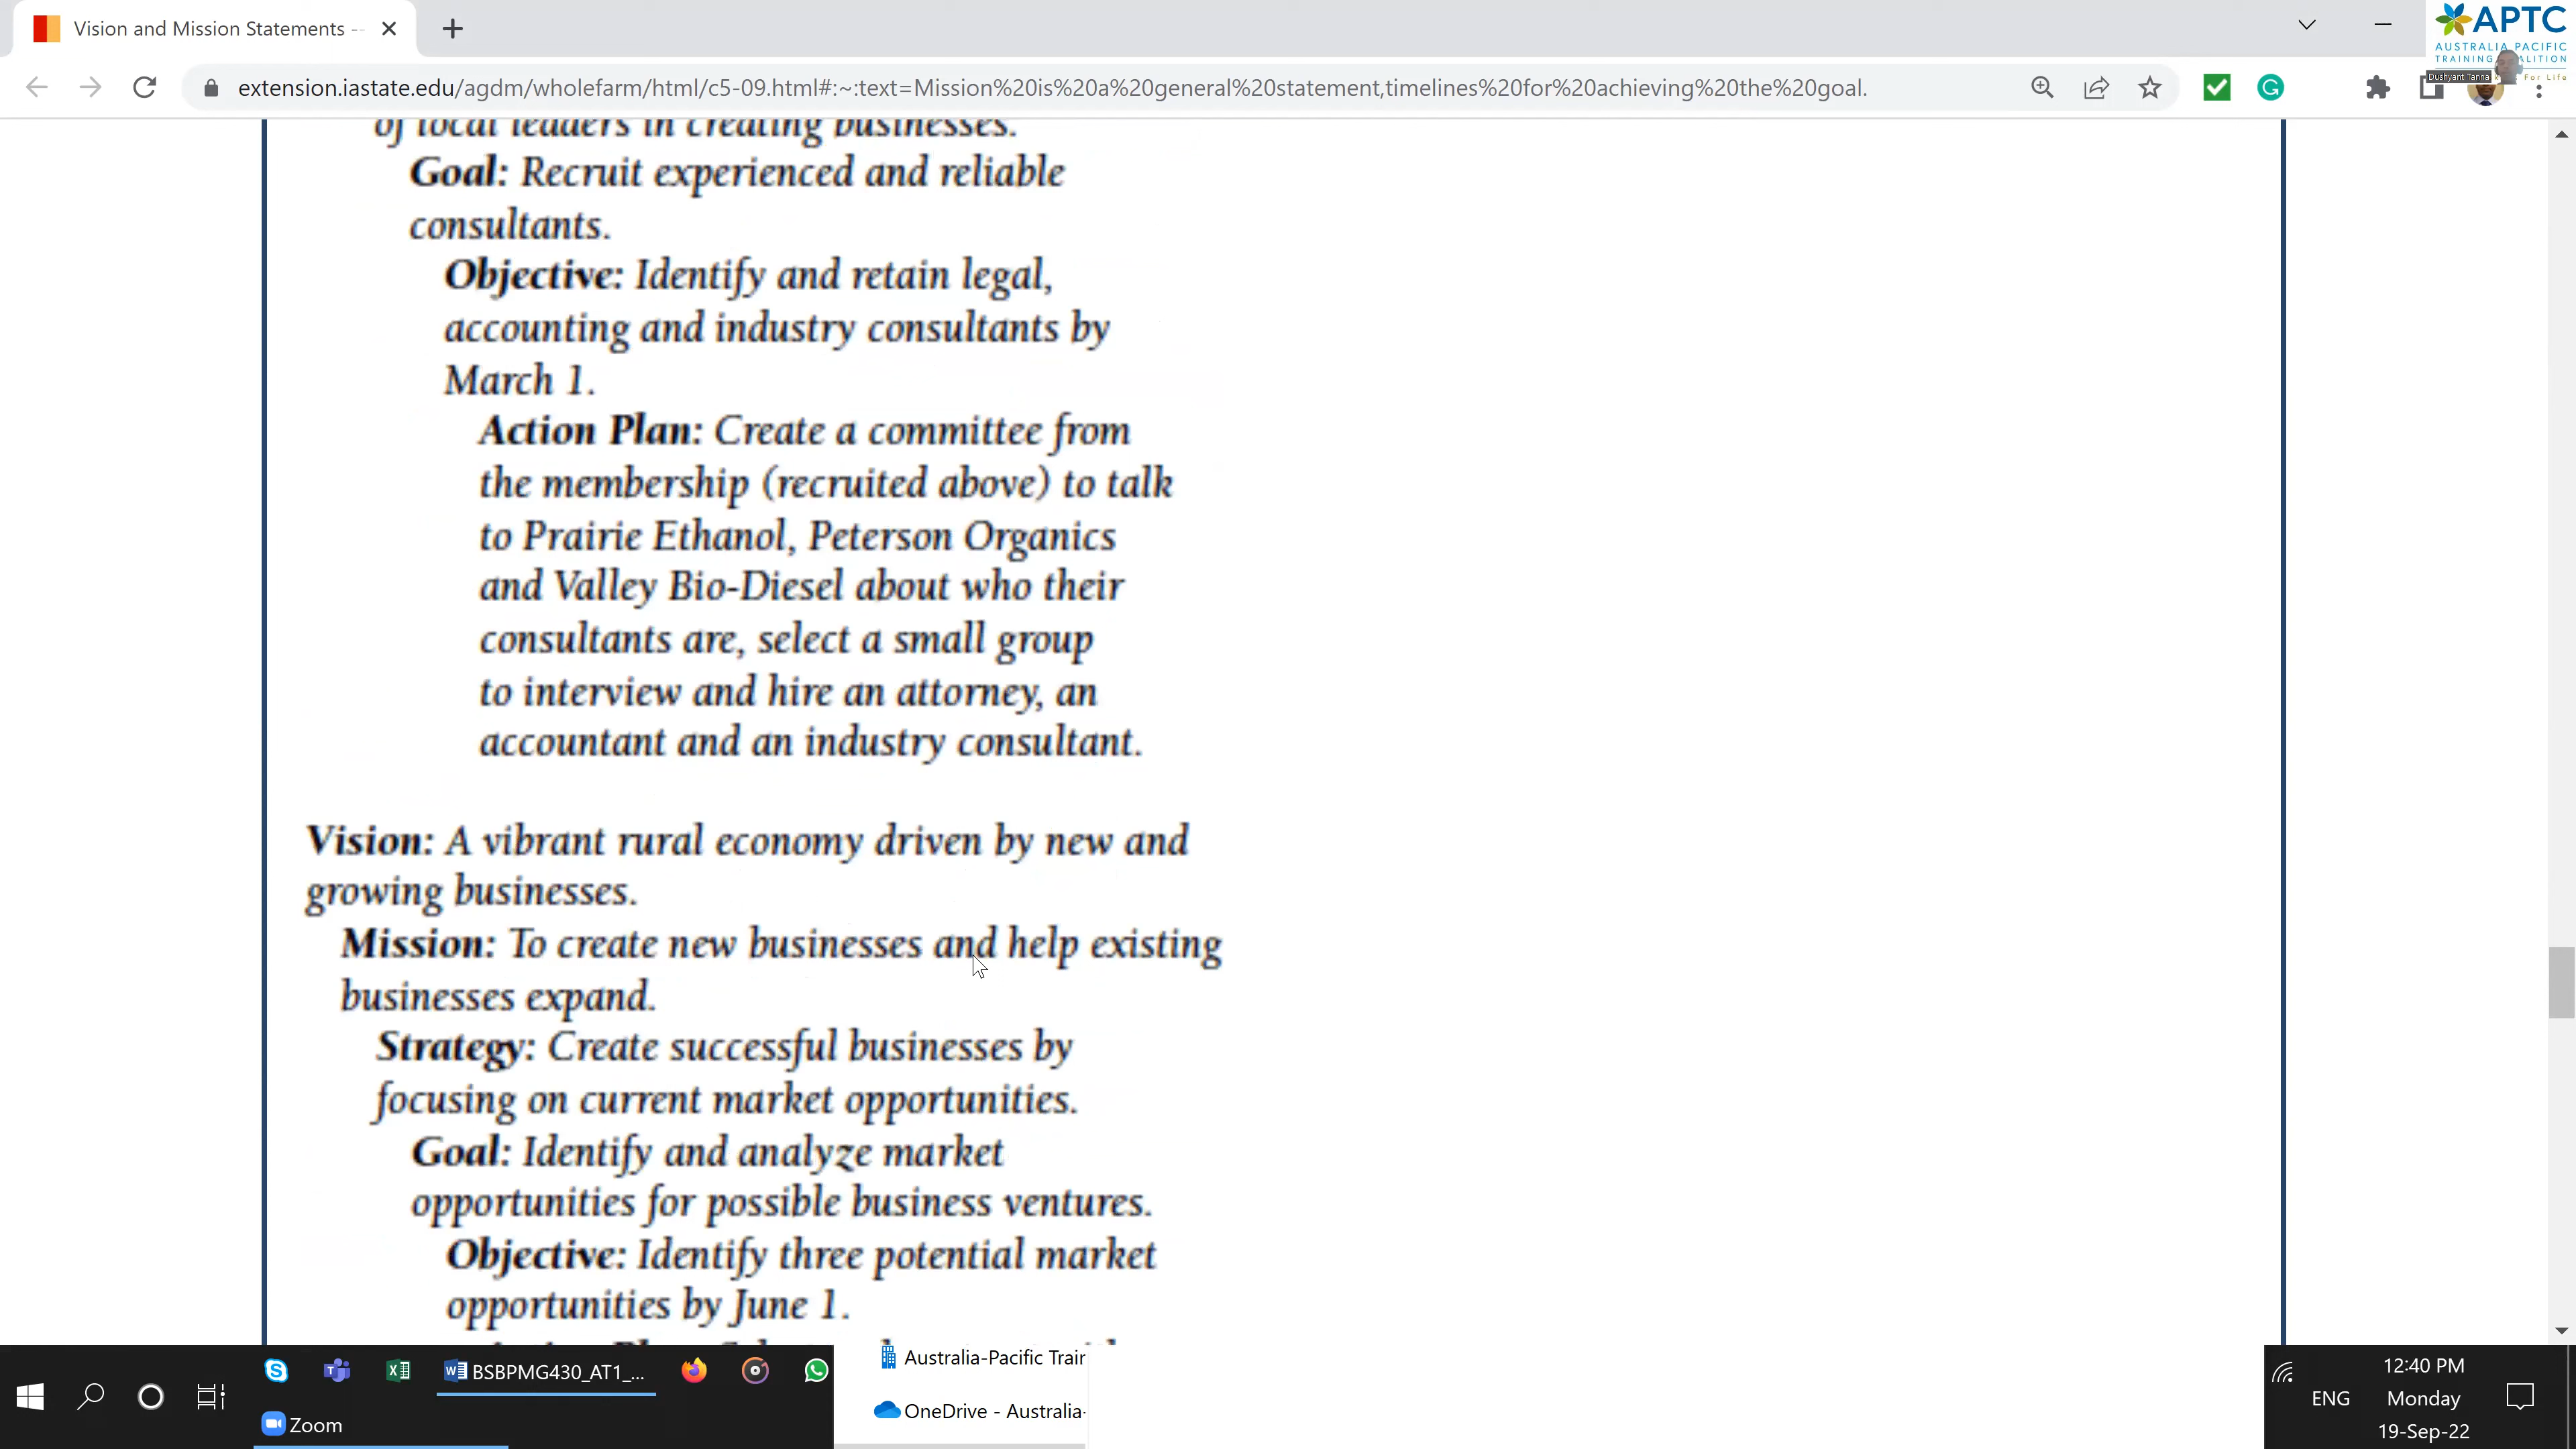 Vision and Mission Statements --
APTC
AUSTRALIA PACIFIC
TRAINING COALITION
Dushyant Tanna
For Life
extension.iastate.edu/agdm/wholefarm/html/c5-09.html#:~:text=Mission%20is%20a%20general%20statement,timelines%20for%20achieving%20the%20goal.
of local leaders in creating businesses.
Goal: Recruit experienced and reliable
consultants.
Objective: Identify and retain legal,
accounting and industry consultants by
March 1.
Action Plan: Create a committee from
the membership (recruited above) to talk
to Prairie Ethanol, Peterson Organics
and Valley Bio-Diesel about who their
consultants are, select a small group
to interview and hire an attorney, an
accountant and an industry consultant.
Vision: A vibrant rural economy driven by new and
growing businesses.
Mission: To create new businesses and help existing
businesses expand.
Strategy: Create successful businesses by
focusing on current market opportunities.
Goal: Identify and analyze market
opportunities for possible business ventures.
Objective: Identify three potential market
opportunities by June 1.
BSBPMG430_AT1_...
Zoom
Australia-Pacific Train
OneDrive - Australia-
ENG
12:40 PM
Monday
19-Sep-22